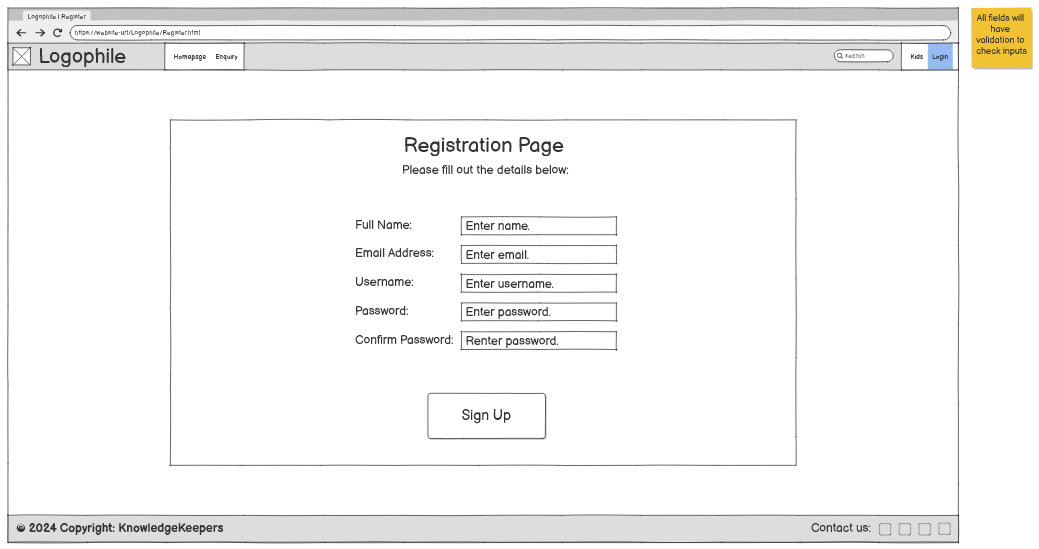 Logophile | Register
https://website-url/Logophile/Register.html
Logophile
Homepage Enquiry
search
Kids Login
All fields will
have
validation to
check inputs
Registration Page
Please fill out the details below:
Full Name: Enter name.
Email Address: Enter email.
Username: Enter username.
Password: Enter password.
Confirm Password: Renter password.
Sign Up
© 2024 Copyright: KnowledgeKeepers
Contact us: